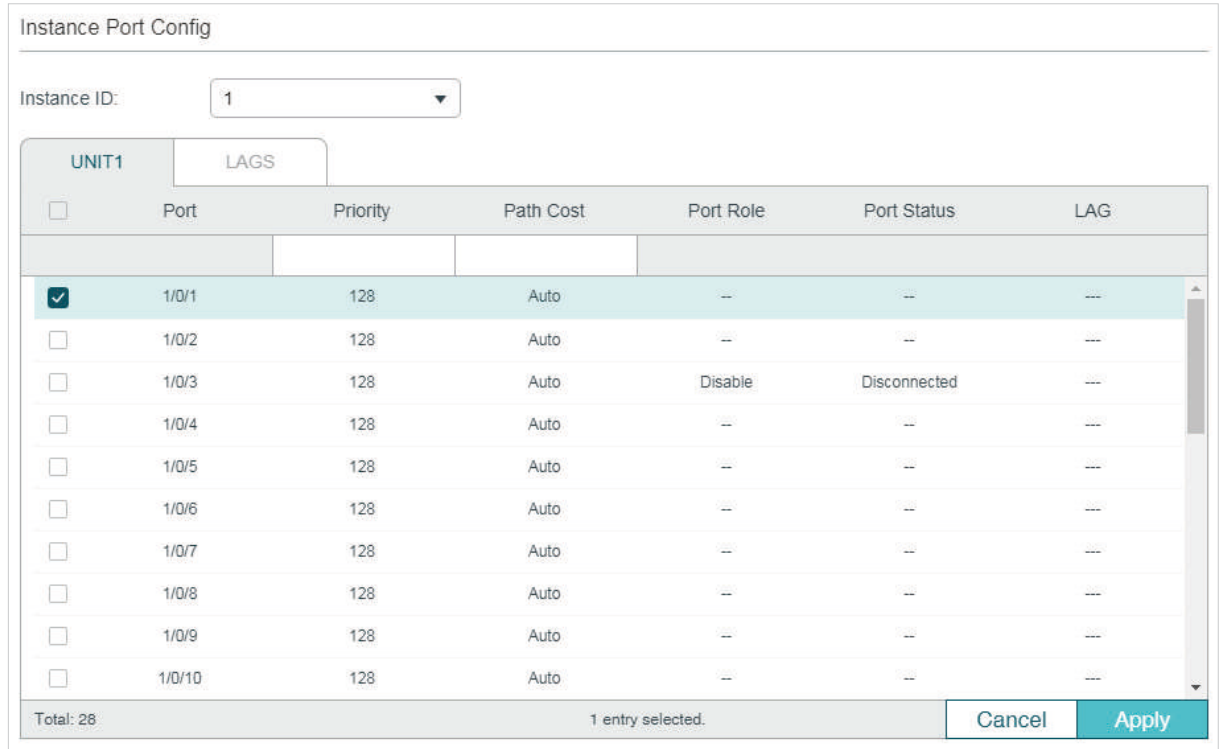 Instance Port Config
Instance ID: 1
UNIT1 LAGS
Port Priority Path Cost Port Role Port Status LAG
1/0/1 128 Auto -- -- ---
1/0/2 128 Auto -- -- ---
1/0/3 128 Auto Disable Disconnected ---
1/0/4 128 Auto -- -- ---
1/0/5 128 Auto -- -- ---
1/0/6 128 Auto -- -- ---
1/0/7 128 Auto -- -- ---
1/0/8 128 Auto -- -- ---
1/0/9 128 Auto -- -- ---
1/0/10 128 Auto -- -- ---
Total: 28 1 entry selected. Cancel Apply